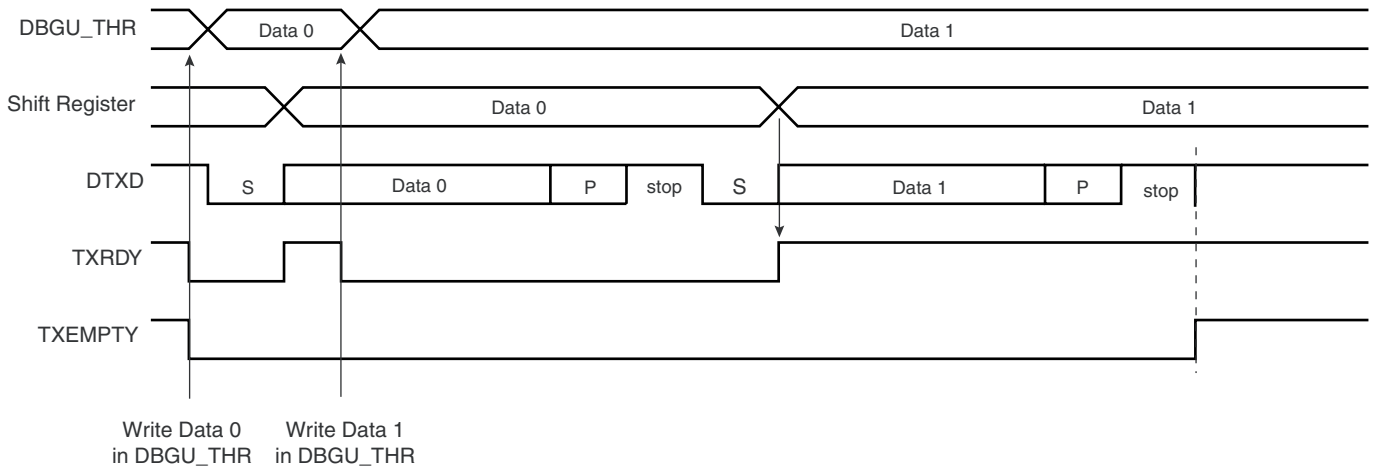 DBGU_THR
Data 0
Data 1
Shift Register
Data 0
Data 1
DTXD
S
Data 0
P
stop
S
Data 1
P
stop
TXRDY
TXEMPTY
Write Data 0
in DBGU_THR
Write Data 1
in DBGU_THR